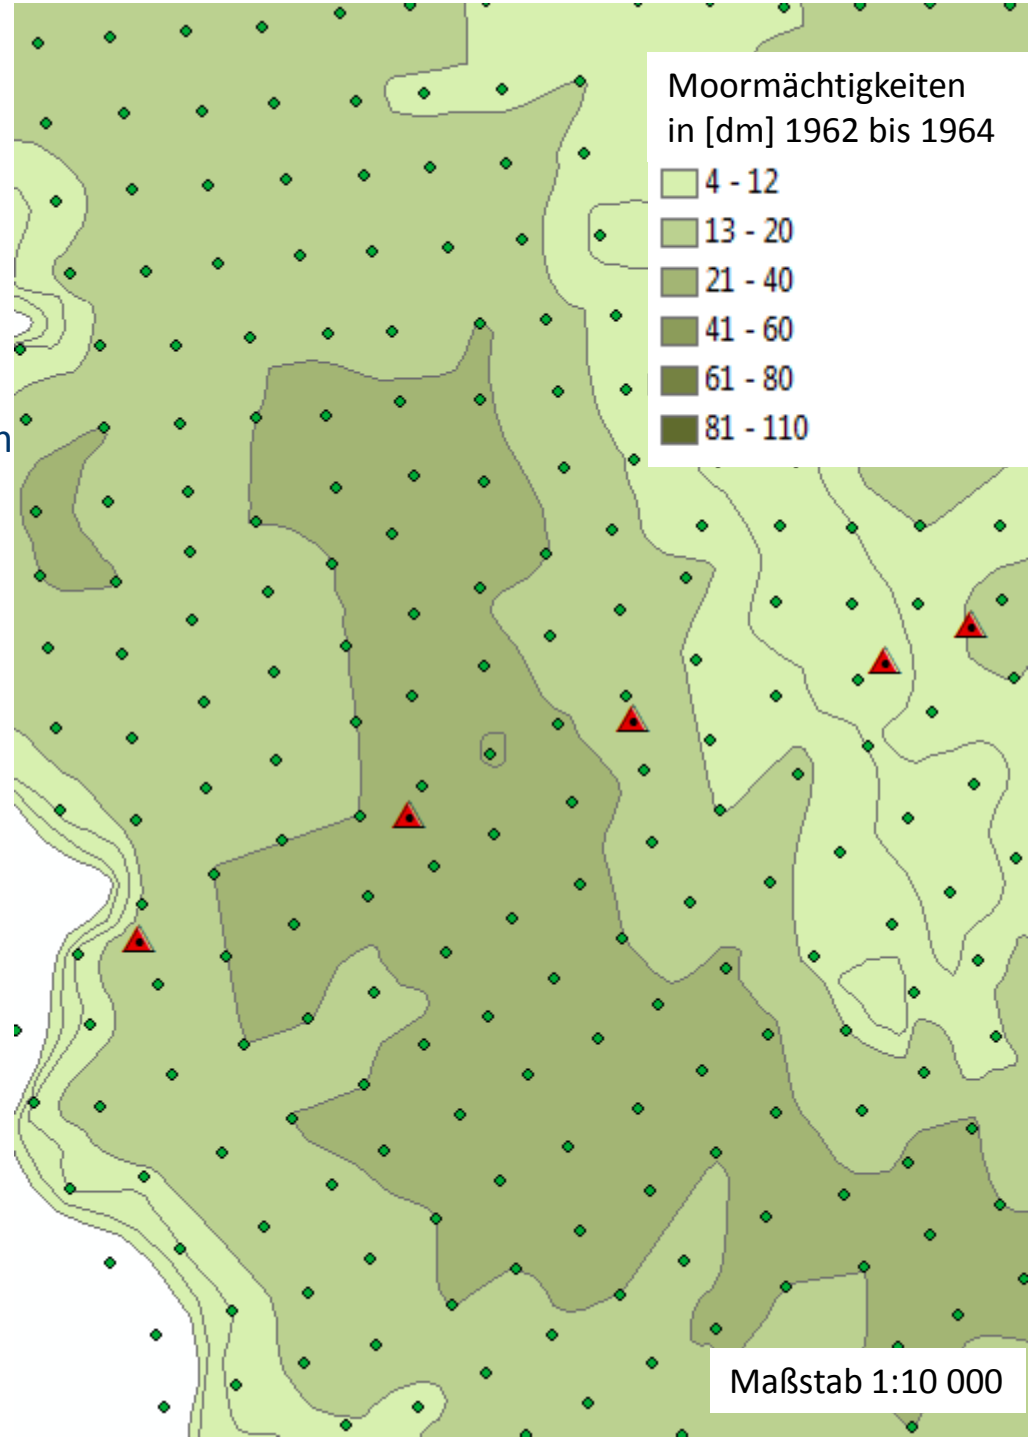 Moormächtigkeiten
in [dm] 1962 bis 1964
4 - 12
13 - 20
21 - 40
n
41 - 60
61 - 80
81 - 110
Maßstab 1:10 000